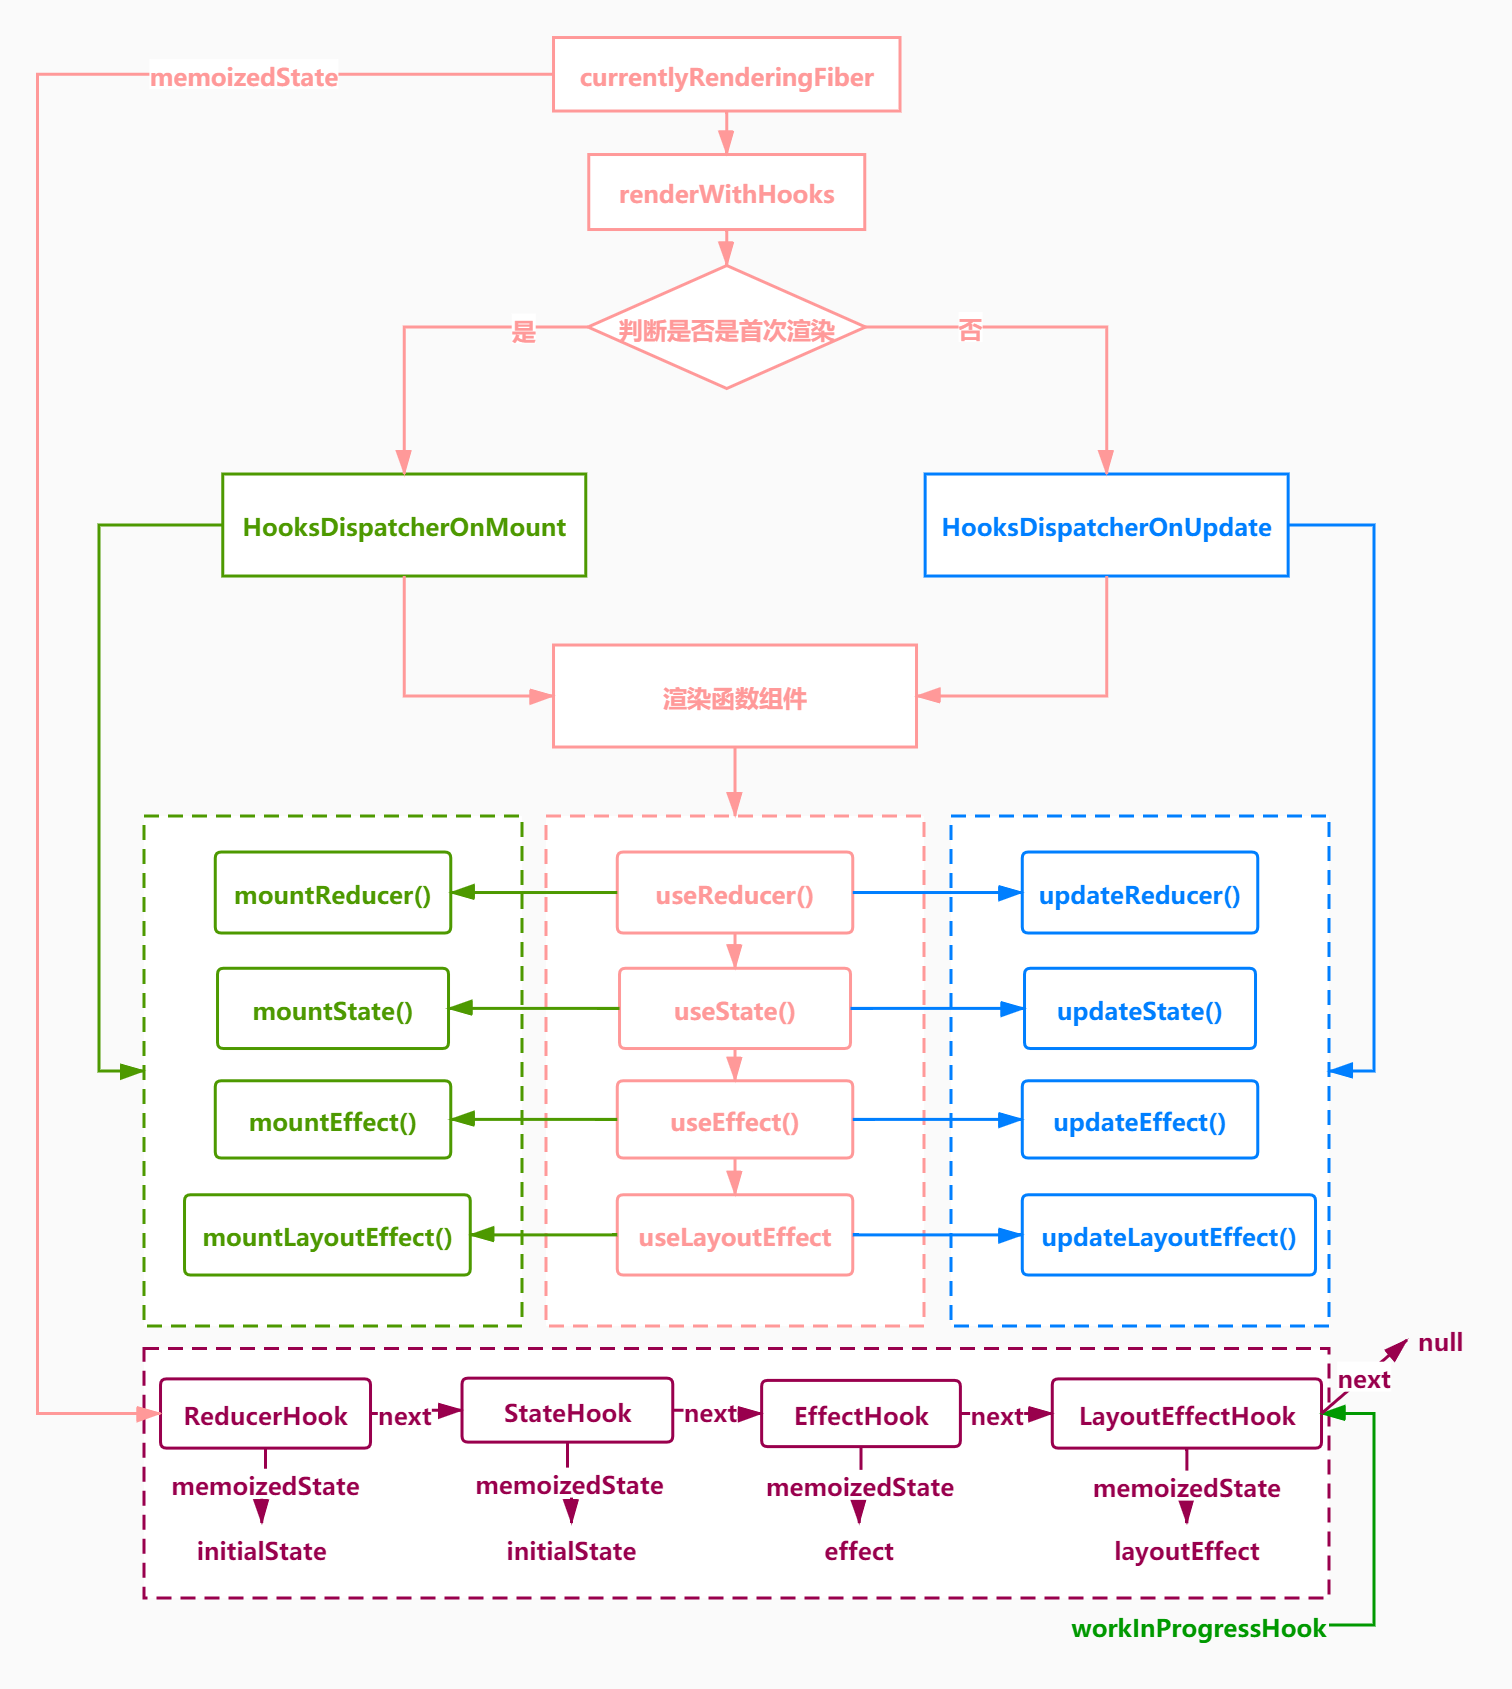 currentlyRenderingFiber
memoizedState
renderWithHooks
判断是否是首次渲染
是
否
HooksDispatcherOnMount
HooksDispatcherOnUpdate
渲染函数组件
mountReducer()
useReducer()
updateReducer()
mountState()
useState()
updateState()
mountEffect()
useEffect()
updateEffect()
mountLayoutEffect()
useLayoutEffect
updateLayoutEffect()
null
next
ReducerHook
next
StateHook
next
EffectHook
next
LayoutEffectHook
memoizedState
memoizedState
memoizedState
memoizedState
initialState
initialState
effect
layoutEffect
workInProgressHook